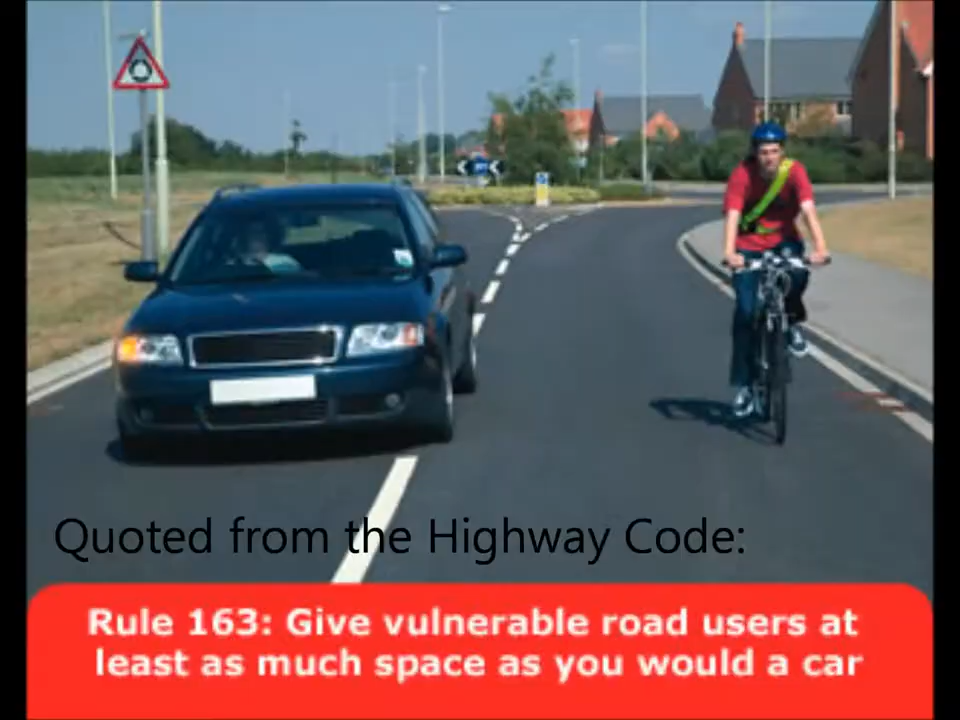 Quoted from the Highway Code:
Rule 163: Give vulnerable road users at
least as much space as you would a car